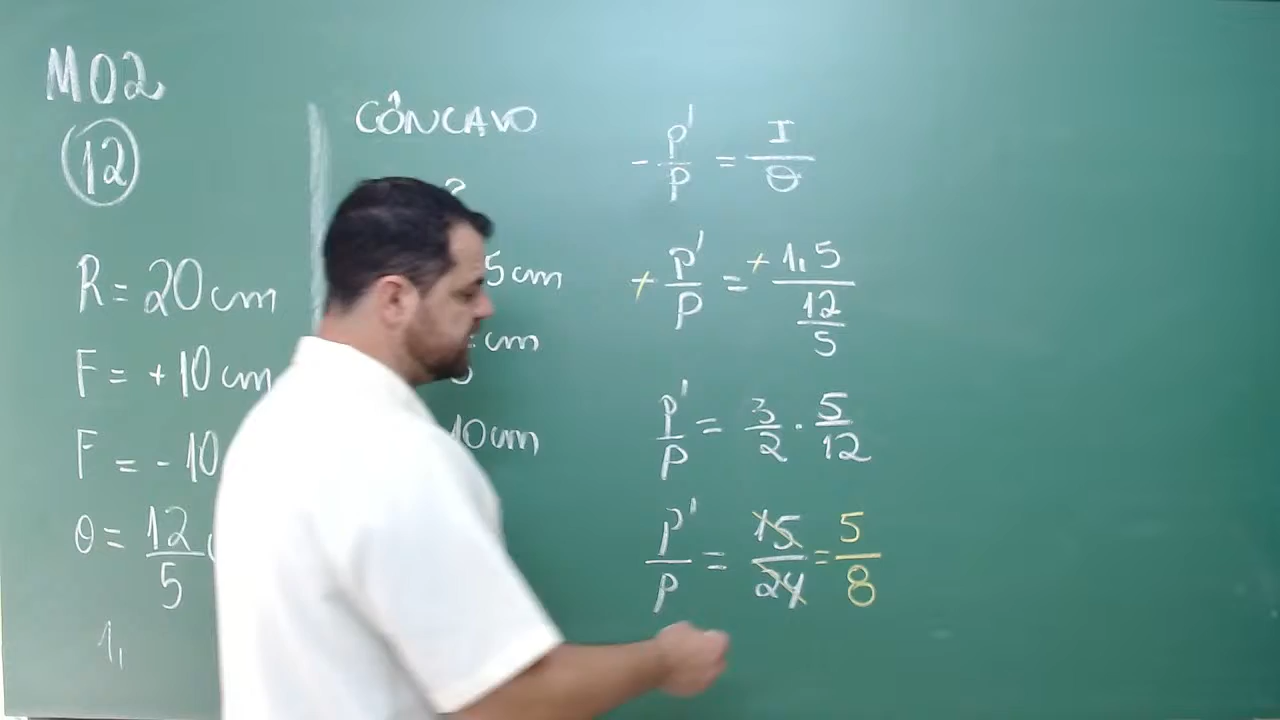 MO2
12
R = 20 cm
F = + 10 cm
F = - 10
θ = 12/5
1,
CÔNCAVO
?
5 cm
cm
10 cm
- p'/p = I/θ
+ p'/p = + 1,5/(12/5)
p'/p = 3/2 . 5/12
p'/p = 15/24 = 5/8